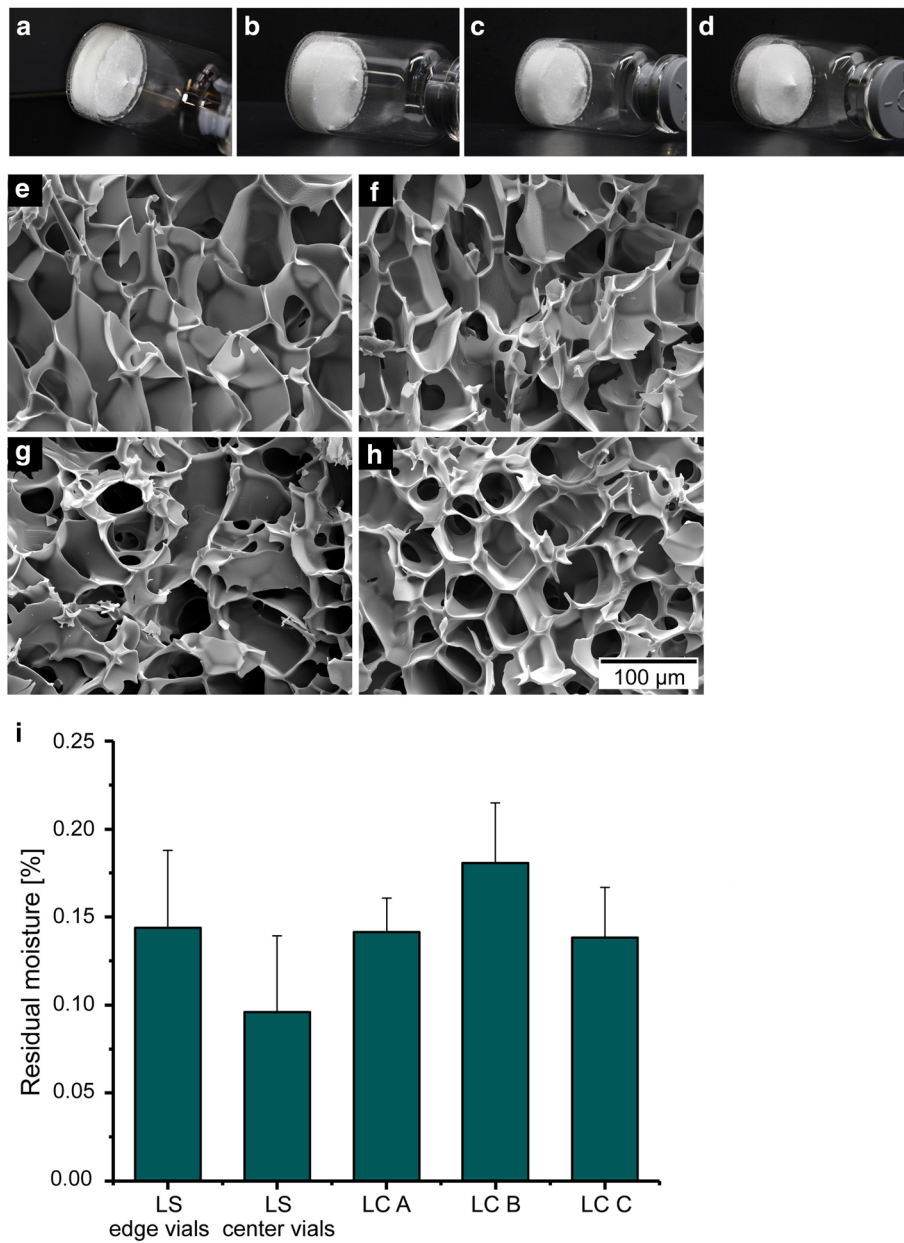 a
b
c
d
e
f
g
h
100 μm
i
Residual moisture [%]
0.25
0.20
0.15
0.10
0.05
0.00
LS
edge vials
LS
center vials
LC A
LC B
LC C